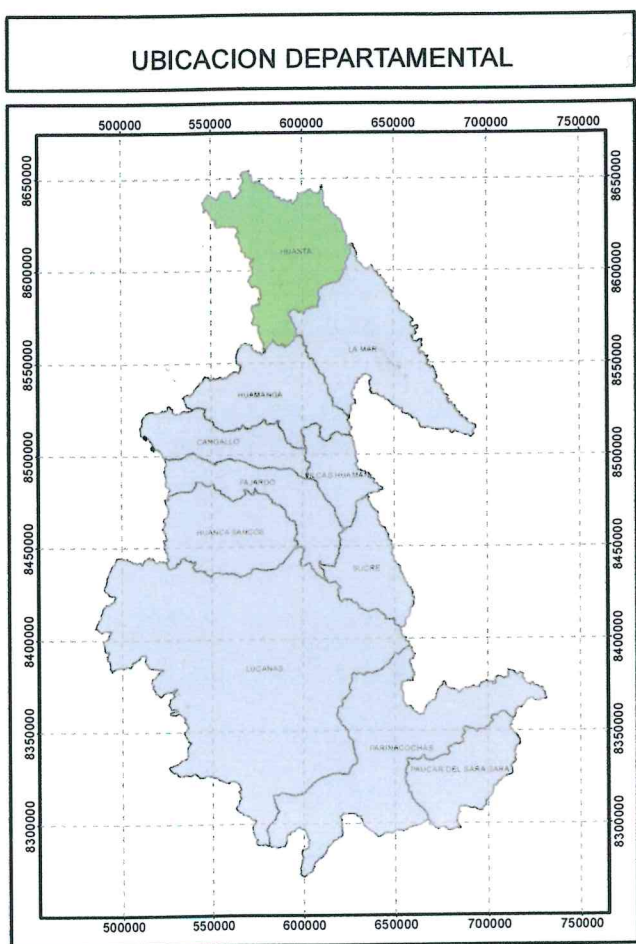 UBICACION DEPARTAMENTAL
500000 550000 600000 650000 700000 750000
8650000 8650000
HUANTA
8600000 8600000
LA MAR
8550000 8550000
HUAMANGA
CANGALLO
8500000 8500000
VILCAS HUAMAN
FAJARDO
HUANCA SANCOS
8450000 8450000
SUCRE
8400000 8400000
LUCANAS
8350000 8350000
PARINACOCHAS
PAUCAR DEL SARA SARA
8300000 8300000
500000 550000 600000 650000 700000 750000